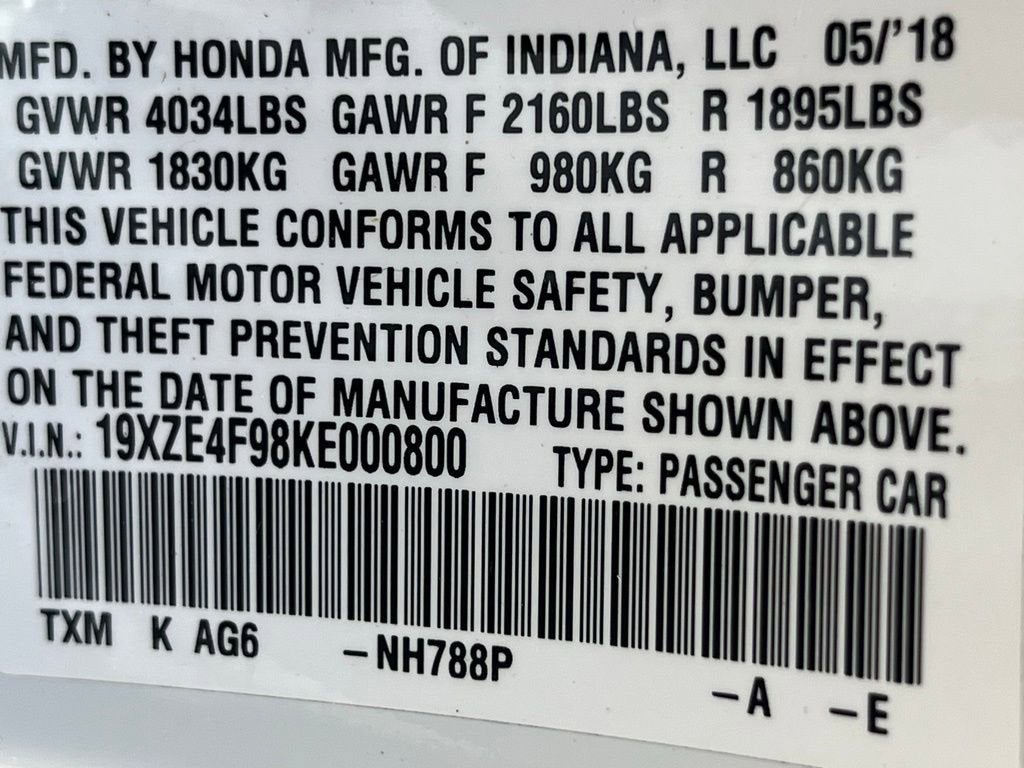 MFD. BY HONDA MFG. OF INDIANA, LLC 05/'18
GVWR 4034LBS GAWR F 2160LBS R 1895LBS
GVWR 1830KG GAWR F 980KG R 860KG
THIS VEHICLE CONFORMS TO ALL APPLICABLE
FEDERAL MOTOR VEHICLE SAFETY, BUMPER,
AND THEFT PREVENTION STANDARDS IN EFFECT
ON THE DATE OF MANUFACTURE SHOWN ABOVE.
V.I.N.: 19XZE4F98KE000800 TYPE: PASSENGER CAR
TXM K AG6 -NH788P -A -E